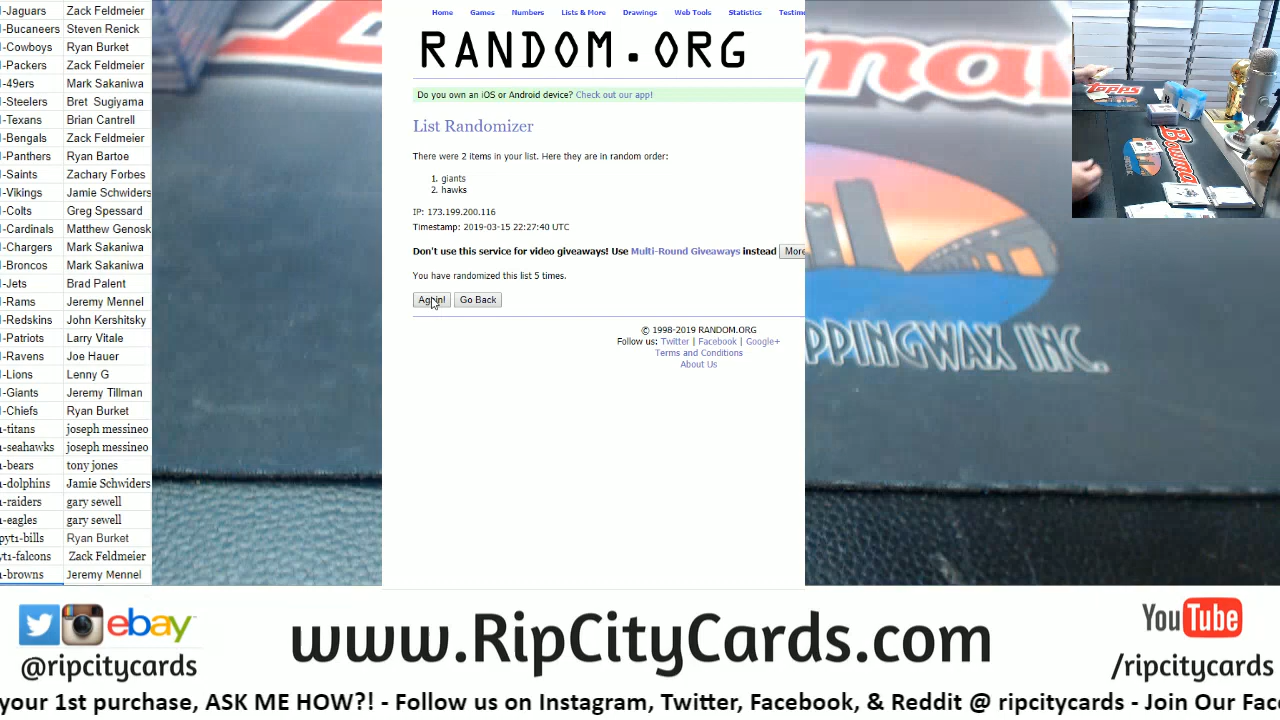 -Jaguars Zack Feldmeier
-Bucaneers Steven Renick
-Cowboys Ryan Burket
-Packers Zack Feldmeier
-49ers Mark Sakaniwa
-Steelers Bret Sugiyama
-Texans Brian Cantrell
-Bengals Zack Feldmeier
-Panthers Ryan Bartoe
-Saints Zachary Forbes
-Vikings Jamie Schwiders
-Colts Greg Spessard
-Cardinals Matthew Genosk
-Chargers Mark Sakaniwa
-Broncos Mark Sakaniwa
-Jets Brad Palent
-Rams Jeremy Mennel
-Redskins John Kershitsky
-Patriots Larry Vitale
-Ravens Joe Hauer
-Lions Lenny G
-Giants Jeremy Tillman
-Chiefs Ryan Burket
-titans joseph messineo
-seahawks joseph messineo
-bears tony jones
-dolphins Jamie Schwiders
-raiders gary sewell
-eagles gary sewell
pyt1-bills Ryan Burket
yt1-falcons Zack Feldmeier
-browns Jeremy Mennel
Home Games Numbers Lists & More Drawings Web Tools Statistics Testimo
RANDOM.ORG
Do you own an iOS or Android device? Check out our app!
List Randomizer
There were 2 items in your list. Here they are in random order:
1. giants
2. hawks
IP: 173.199.200.116
Timestamp: 2019-03-15 22:27:40 UTC
Don't use this service for video giveaways! Use Multi-Round Giveaways instead More
You have randomized this list 5 times.
Again! Go Back
© 1998-2019 RANDOM.ORG
Follow us: Twitter | Facebook | Google+
Terms and Conditions
About Us
PPINGWAX INC.
Topps
Bowma
ebay
@ripcitycards
www.RipCityCards.com
YouTube
/ripcitycards
your 1st purchase, ASK ME HOW?! - Follow us on Instagram, Twitter, Facebook, & Reddit @ ripcitycards - Join Our Fac